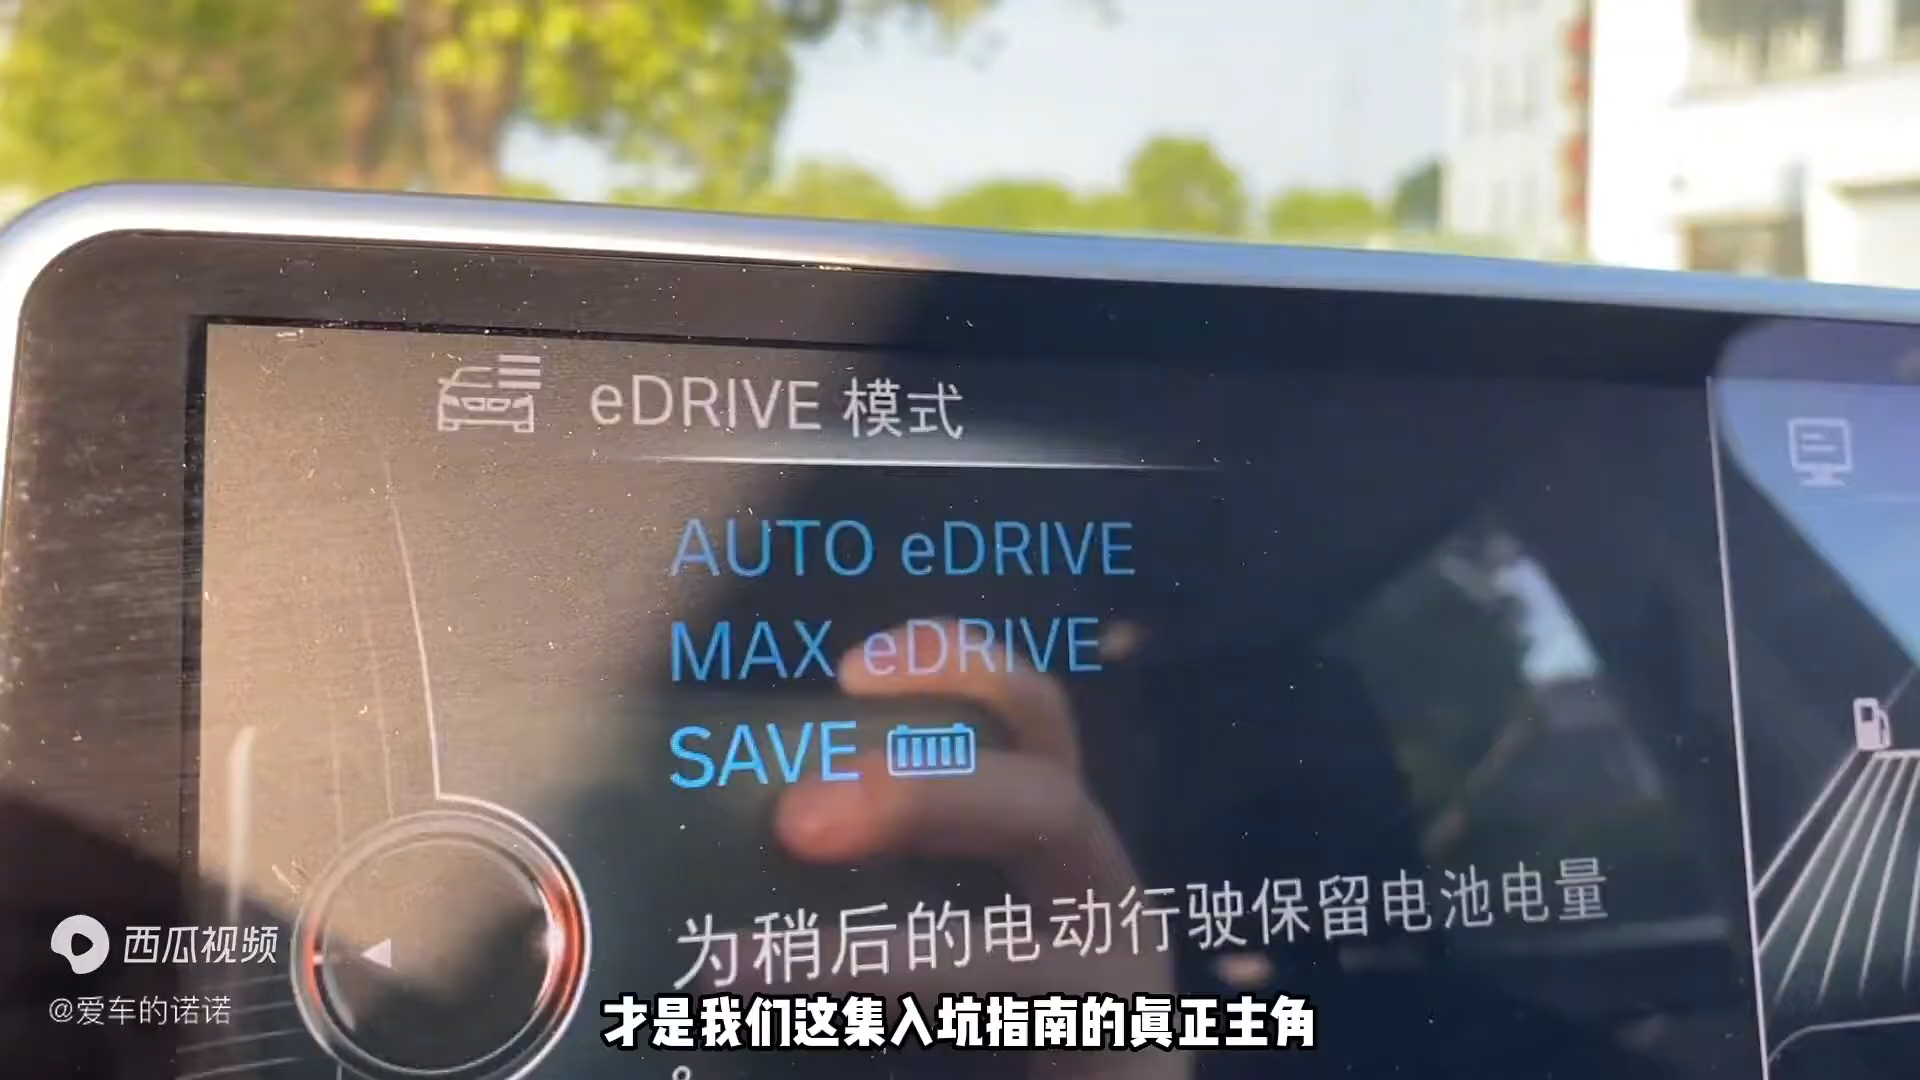 eDRIVE 模式
AUTO eDRIVE
MAX eDRIVE
SAVE
为稍后的电动行驶保留电池电量
西瓜视频
@爱车的诺诺
才是我们这集入坑指南的真正主角